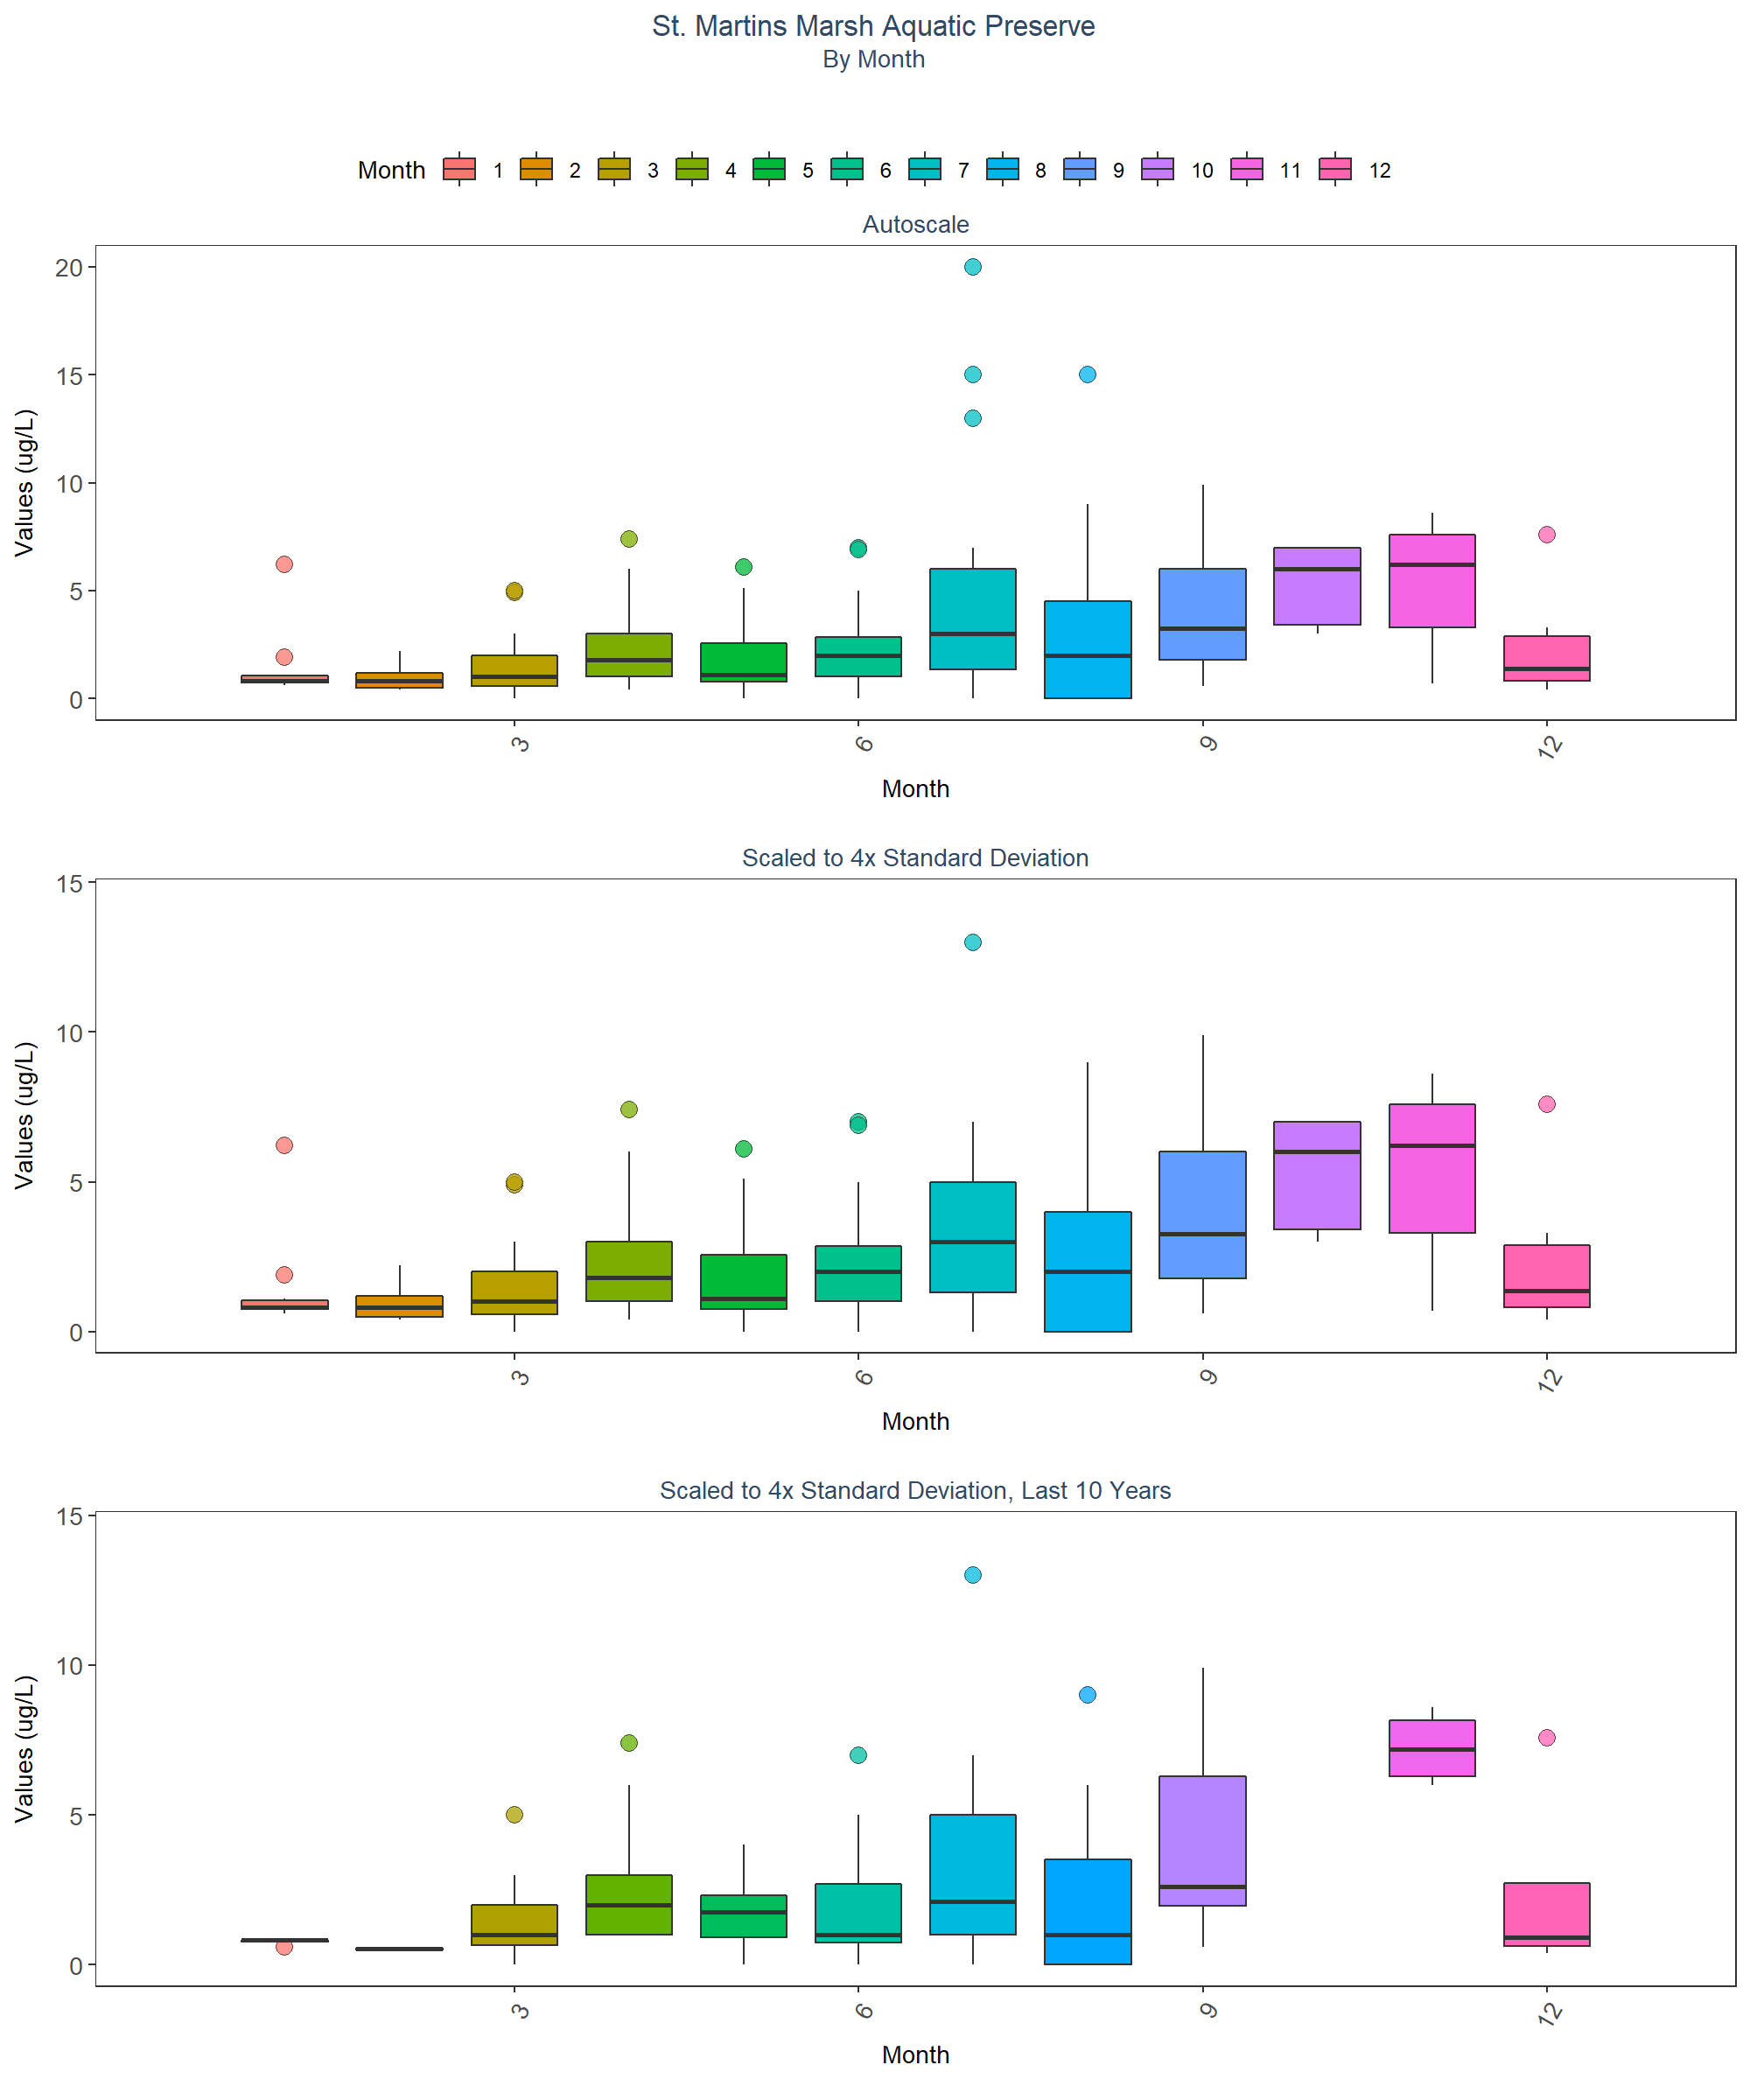 St. Martins Marsh Aquatic Preserve
By Month
Month 1 2 3 4 5 6 7 8 9 10 11 12
Autoscale
20
15
10
5
0
Values (ug/L)
3 6 9 12
Month
Scaled to 4x Standard Deviation
15
10
5
0
Values (ug/L)
3 6 9 12
Month
Scaled to 4x Standard Deviation, Last 10 Years
15
10
5
0
Values (ug/L)
3 6 9 12
Month